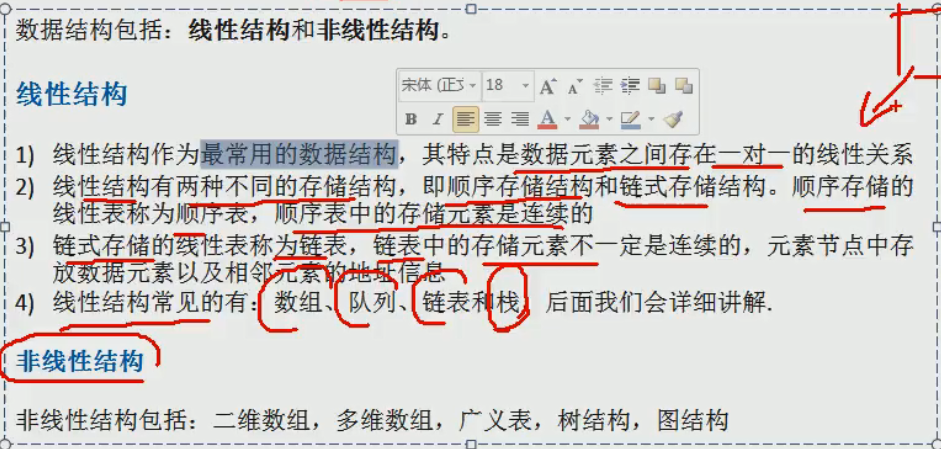 数据结构包括：线性结构和非线性结构。
线性结构
宋体 (正文 18
1) 线性结构作为最常用的数据结构，其特点是数据元素之间存在一对一的线性关系
2) 线性结构有两种不同的存储结构，即顺序存储结构和链式存储结构。顺序存储的
线性表称为顺序表，顺序表中的存储元素是连续的
3) 链式存储的线性表称为链表，链表中的存储元素不一定是连续的，元素节点中存
放数据元素以及相邻元素的地址信息
4) 线性结构常见的有：数组、队列、链表和栈，后面我们会详细讲解.
非线性结构
非线性结构包括：二维数组，多维数组，广义表，树结构，图结构